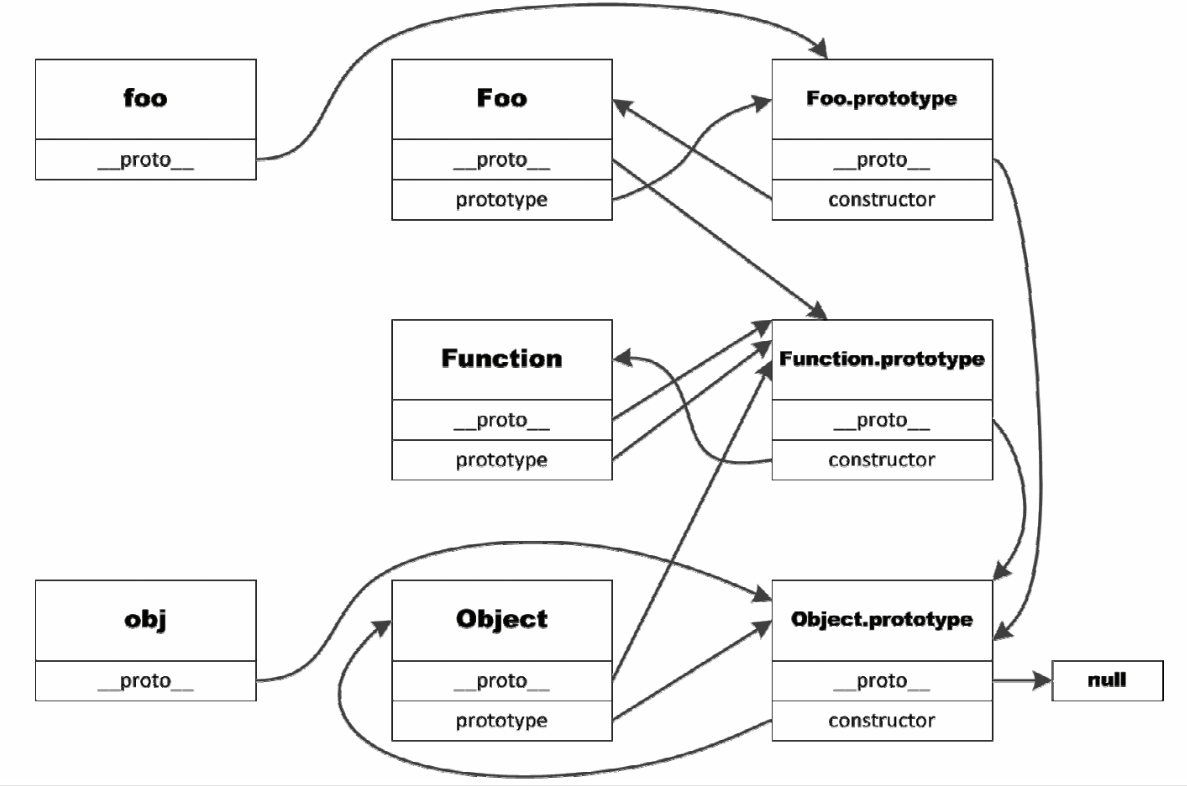 foo
__proto__
Foo
__proto__
prototype
Foo.prototype
__proto__
constructor
Function
__proto__
prototype
Function.prototype
__proto__
constructor
obj
__proto__
Object
__proto__
prototype
Object.prototype
__proto__
constructor
null